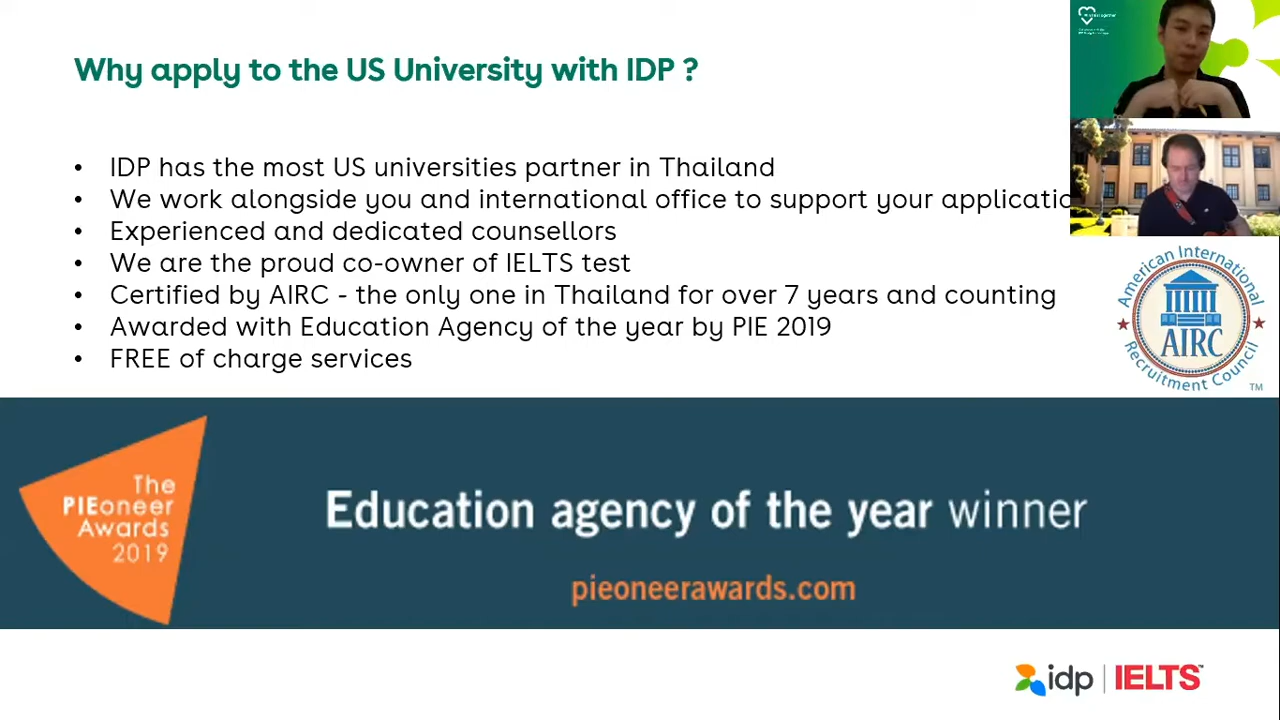 Why apply to the US University with IDP ?
• IDP has the most US universities partner in Thailand
• We work alongside you and international office to support your applicatio
• Experienced and dedicated counsellors
• We are the proud co-owner of IELTS test
• Certified by AIRC - the only one in Thailand for over 7 years and counting
• Awarded with Education Agency of the year by PIE 2019
• FREE of charge services
American International
AIRC
Recruitment Council
TM
The
PIEoneer
Awards
2019
Education agency of the year winner
pieoneerawards.com
idp | IELTS™